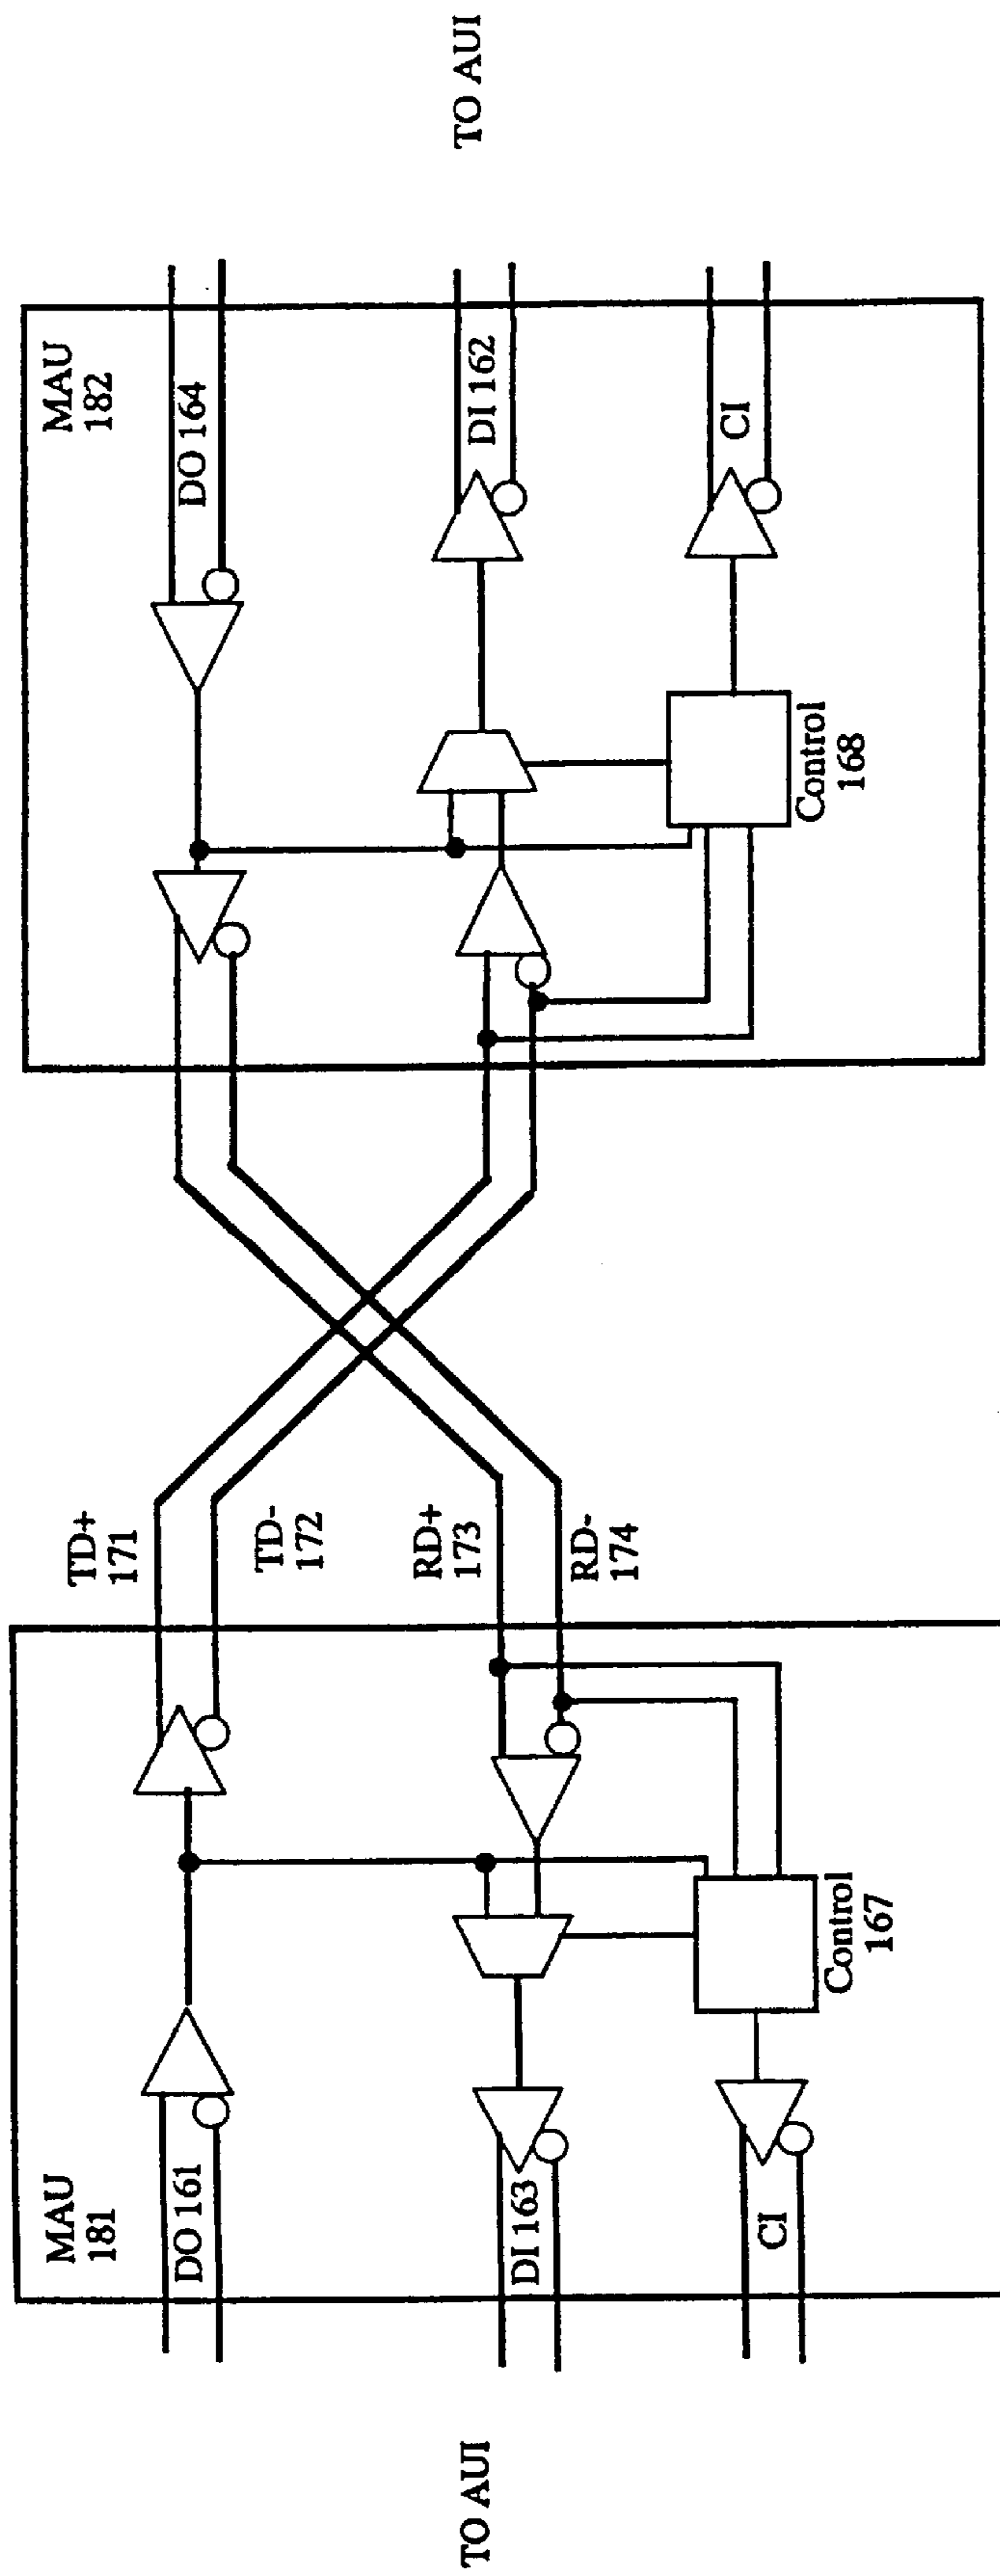 TO AUI
MAU
181
DO 161
DI 163
CI
Control
167
TD+
171
TD-
172
RD+
173
RD-
174
MAU
182
DO 164
DI 162
CI
Control
168
TO AUI